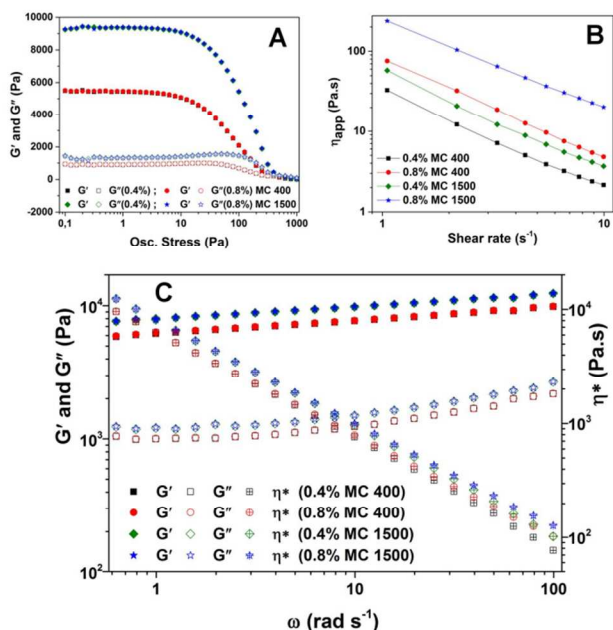 A
G′ and G″ (Pa)
10000
8000
6000
4000
2000
0
-2000
G′ G″(0.4%) ; G′ G″(0.8%) MC 400
G′ G″(0.4%) ; G′ G″(0.8%) MC 1500
0,1 1 10 100 1000
Osc. Stress (Pa)
B
ηapp (Pa.s)
100
10
1
0.4% MC 400
0.8% MC 400
0.4% MC 1500
0.8% MC 1500
1 10
Shear rate (s⁻¹)
C
G′ and G″ (Pa)
10⁴
10³
10²
η* (Pa.s)
10⁴
10³
10²
G′ G″ η* (0.4% MC 400)
G′ G″ η* (0.8% MC 400)
G′ G″ η* (0.4% MC 1500)
G′ G″ η* (0.8% MC 1500)
1 10 100
ω (rad s⁻¹)